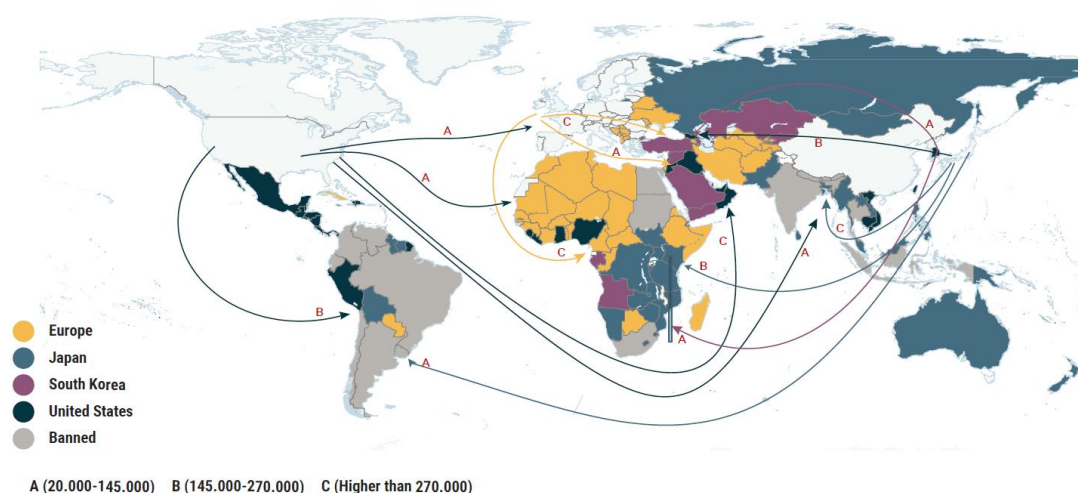 A
C
A
A
B
A
C
C
B
C
A
B
A
A
Europe
Japan
South Korea
United States
Banned
A (20.000-145.000) B (145.000-270.000) C (Higher than 270.000)